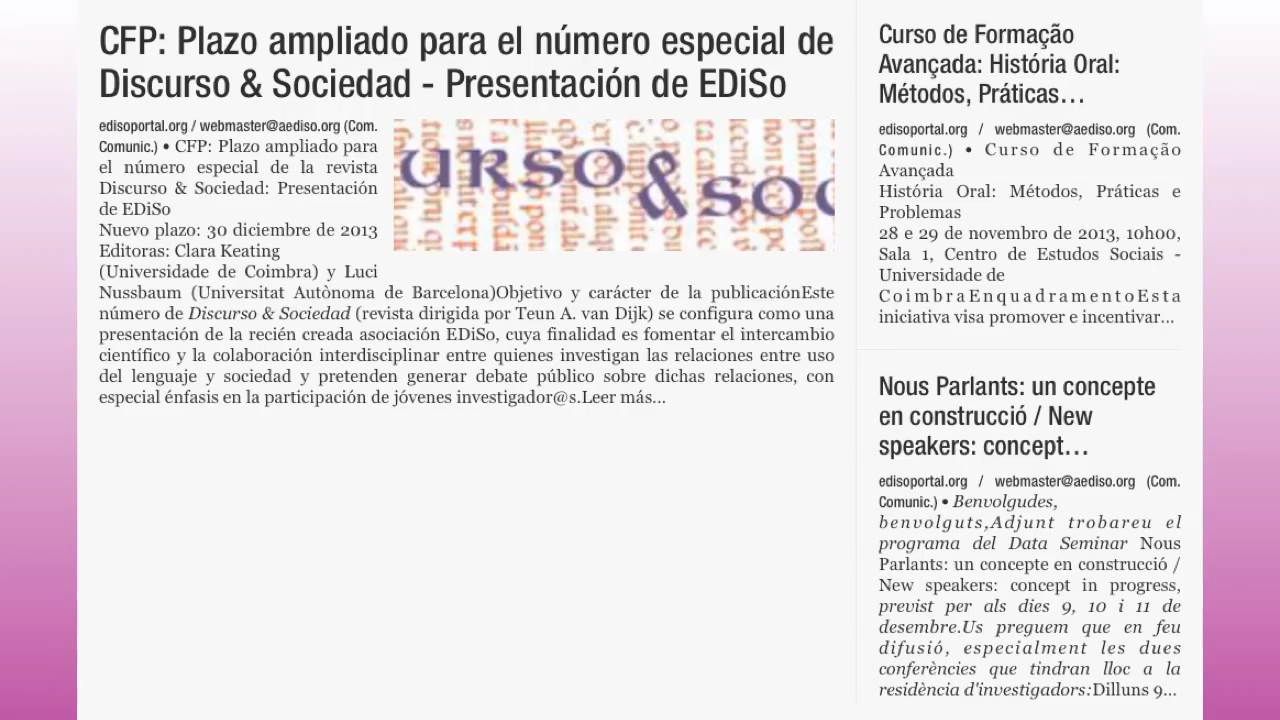 CFP: Plazo ampliado para el número especial de
Discurso & Sociedad - Presentación de EDiSo
edisoportal.org / webmaster@aediso.org (Com.
Comunic.) • CFP: Plazo ampliado para
el número especial de la revista
Discurso & Sociedad: Presentación
de EDiSo
Nuevo plazo: 30 diciembre de 2013
Editoras: Clara Keating
(Universidade de Coimbra) y Luci
Nussbaum (Universitat Autònoma de Barcelona)Objetivo y carácter de la publicaciónEste
número de Discurso & Sociedad (revista dirigida por Teun A. van Dijk) se configura como una
presentación de la recién creada asociación EDiSo, cuya finalidad es fomentar el intercambio
científico y la colaboración interdisciplinar entre quienes investigan las relaciones entre uso
del lenguaje y sociedad y pretenden generar debate público sobre dichas relaciones, con
especial énfasis en la participación de jóvenes investigador@s.Leer más...
URSO & SOC
Curso de Formação
Avançada: História Oral:
Métodos, Práticas…
edisoportal.org / webmaster@aediso.org (Com.
Comunic.) • Curso de Formação
Avançada
História Oral: Métodos, Práticas e
Problemas
28 e 29 de novembro de 2013, 10h00,
Sala 1, Centro de Estudos Sociais -
Universidade de
CoimbraEnquadramentoEsta
iniciativa visa promover e incentivar...
Nous Parlants: un concepte
en construcció / New
speakers: concept…
edisoportal.org / webmaster@aediso.org (Com.
Comunic.) • Benvolgudes,
benvolguts,Adjunt trobareu el
programa del Data Seminar Nous
Parlants: un concepte en construcció /
New speakers: concept in progress,
previst per als dies 9, 10 i 11 de
desembre.Us preguem que en feu
difusió, especialment les dues
conferències que tindran lloc a la
residència d'investigadors:Dilluns 9...